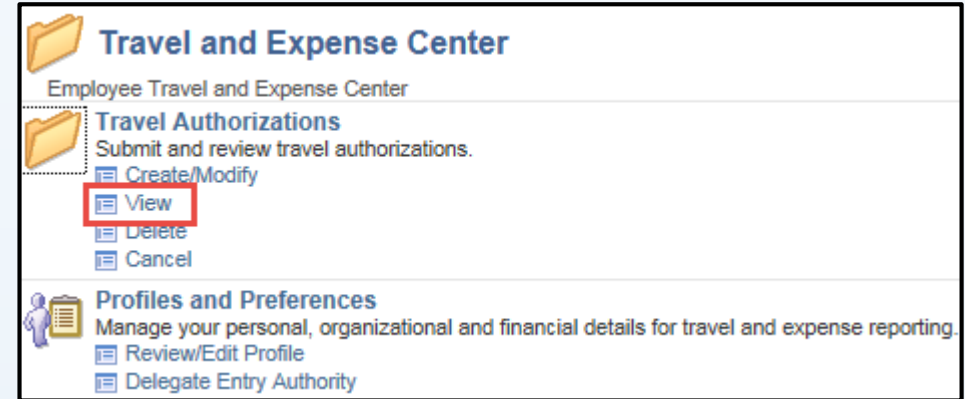 Travel and Expense Center
Employee Travel and Expense Center
Travel Authorizations
Submit and review travel authorizations.
Create/Modify
View
Delete
Cancel
Profiles and Preferences
Manage your personal, organizational and financial details for travel and expense reporting.
Review/Edit Profile
Delegate Entry Authority